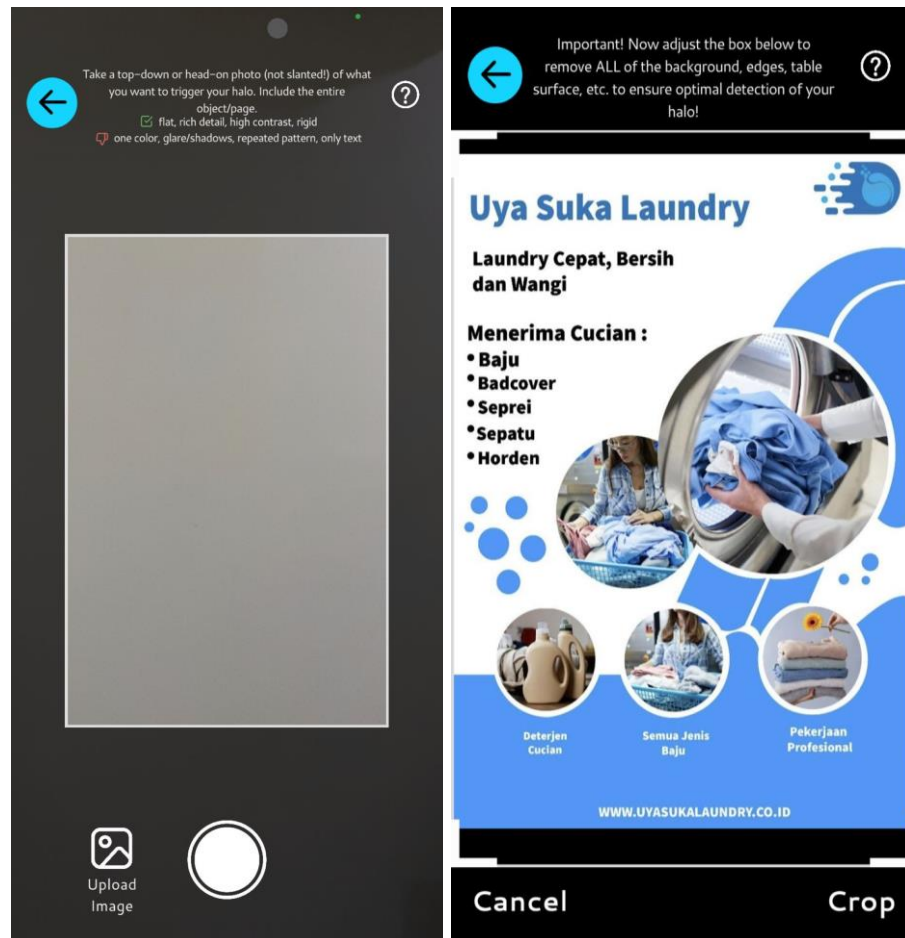 Take a top-down or head-on photo (not slanted!) of what
you want to trigger your halo. Include the entire
object/page.
flat, rich detail, high contrast, rigid
one color, glare/shadows, repeated pattern, only text
?
Upload
Image
Important! Now adjust the box below to
remove ALL of the background, edges, table
surface, etc. to ensure optimal detection of your
halo!
?
Uya Suka Laundry
Laundry Cepat, Bersih
dan Wangi
Menerima Cucian :
• Baju
• Badcover
• Seprei
• Sepatu
• Horden
Deterjen
Cucian
Semua Jenis
Baju
Pekerjaan
Profesional
WWW.UYASUKALAUNDRY.CO.ID
Cancel
Crop